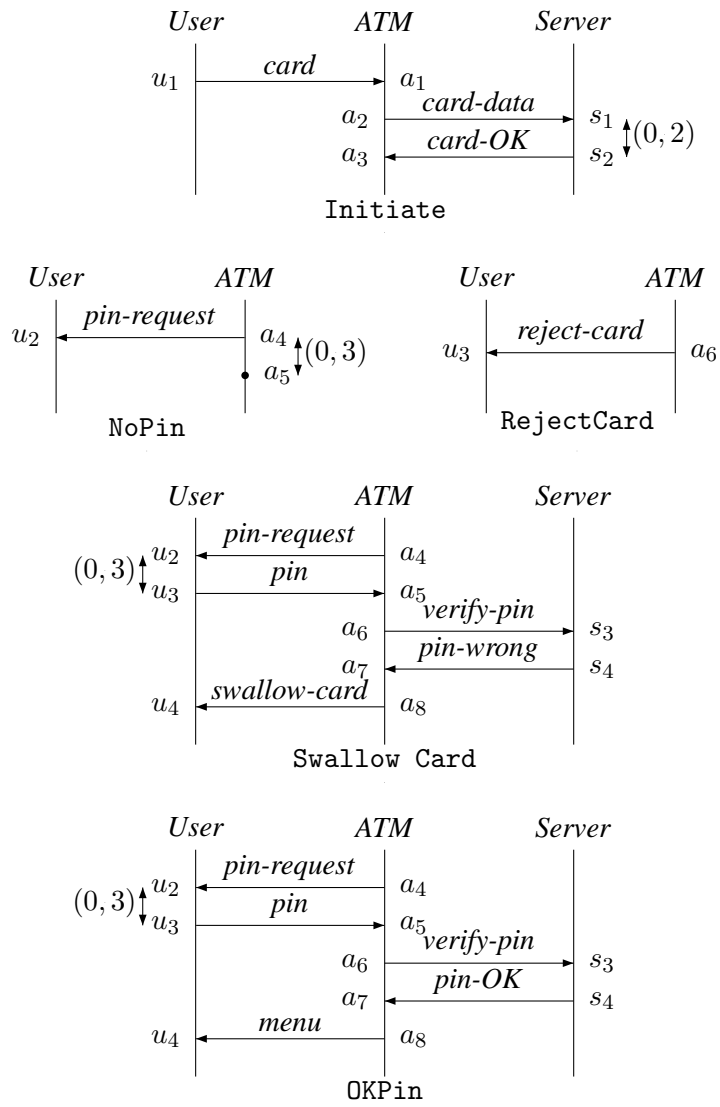 User ATM Server
u1 card a1
a2 card-data s1
(0, 2)
a3 card-OK s2
Initiate
User ATM
u2 pin-request a4
(0, 3)
a5
NoPin
User ATM
u3 reject-card a6
RejectCard
User ATM Server
u2 pin-request a4
(0, 3)
u3 pin a5
a6 verify-pin s3
a7 pin-wrong s4
u4 swallow-card a8
Swallow Card
User ATM Server
u2 pin-request a4
(0, 3)
u3 pin a5
a6 verify-pin s3
a7 pin-OK s4
u4 menu a8
OKPin